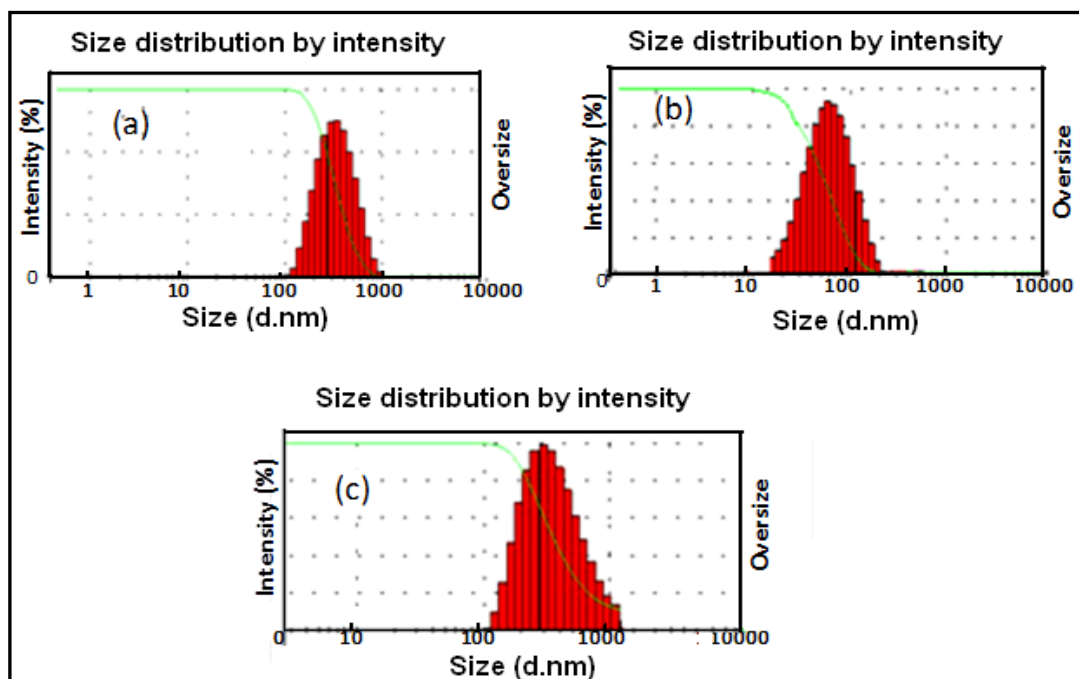 Size distribution by intensity
Intensity (%)
(a)
Oversize
0
1 10 100 1000 10000
Size (d.nm)
Size distribution by intensity
Intensity (%)
(b)
Oversize
0
1 10 100 1000 10000
Size (d.nm)
Size distribution by intensity
Intensity (%)
(c)
Oversize
0 10 100 1000 10000
Size (d.nm)